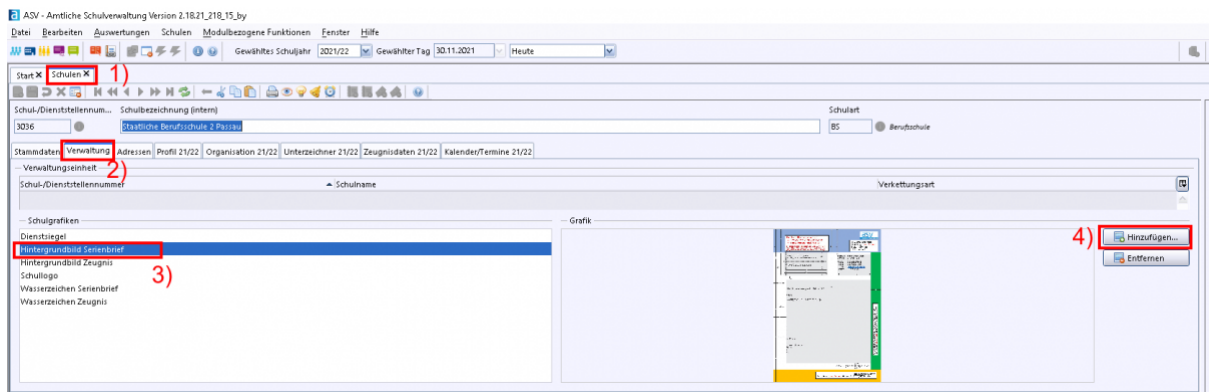 ASV - Amtliche Schulverwaltung Version 2.18.21_218_15_by
Datei Bearbeiten Auswertungen Schulen Modulbezogene Funktionen Fenster Hilfe
Gewähltes Schuljahr 2021/22 Gewählter Tag 30.11.2021 Heute
Start X Schulen X 1)
Schul-/Dienststellennum... Schulbezeichnung (intern) Schulart
3036 Staatliche Berufsschule 2 Passau BS Berufsschule
Stammdaten Verwaltung Adressen Profil 21/22 Organisation 21/22 Unterzeichner 21/22 Zeugnisdaten 21/22 Kalender/Termine 21/22
2)
Verwaltungseinheit
Schul-/Dienststellennummer Schulname Verkettungsart
Schulgrafiken Grafik
Dienstsiegel 4) Hinzufügen...
Hintergrundbild Serienbrief
Hintergrundbild Zeugnis Entfernen
3)
Schullogo
Wasserzeichen Serienbrief
Wasserzeichen Zeugnis